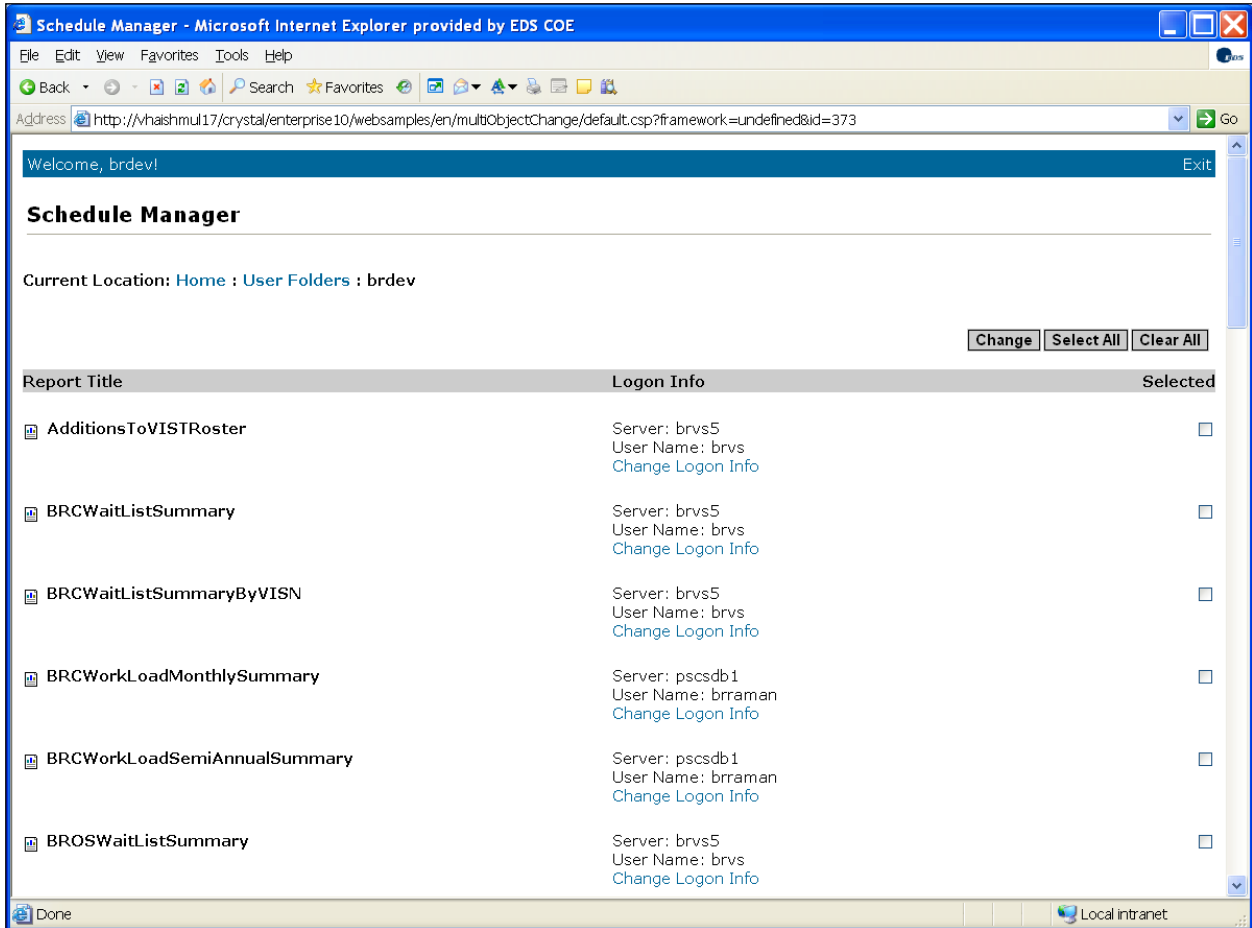 Schedule Manager - Microsoft Internet Explorer provided by EDS COE
File Edit View Favorites Tools Help
EDS
Back Search Favorites
Address http://vhaishmul17/crystal/enterprise10/websamples/en/multiObjectChange/default.csp?framework=undefined&id=373 Go
Welcome, brdev! Exit
Schedule Manager
Current Location: Home : User Folders : brdev
Change Select All Clear All
Report Title Logon Info Selected
AdditionsToVISTRoster Server: brvs5
User Name: brvs
Change Logon Info
BRCWaitListSummary Server: brvs5
User Name: brvs
Change Logon Info
BRCWaitListSummaryByVISN Server: brvs5
User Name: brvs
Change Logon Info
BRCWorkLoadMonthlySummary Server: pscsdb1
User Name: brraman
Change Logon Info
BRCWorkLoadSemiAnnualSummary Server: pscsdb1
User Name: brraman
Change Logon Info
BROSWaitListSummary Server: brvs5
User Name: brvs
Change Logon Info
Done Local intranet